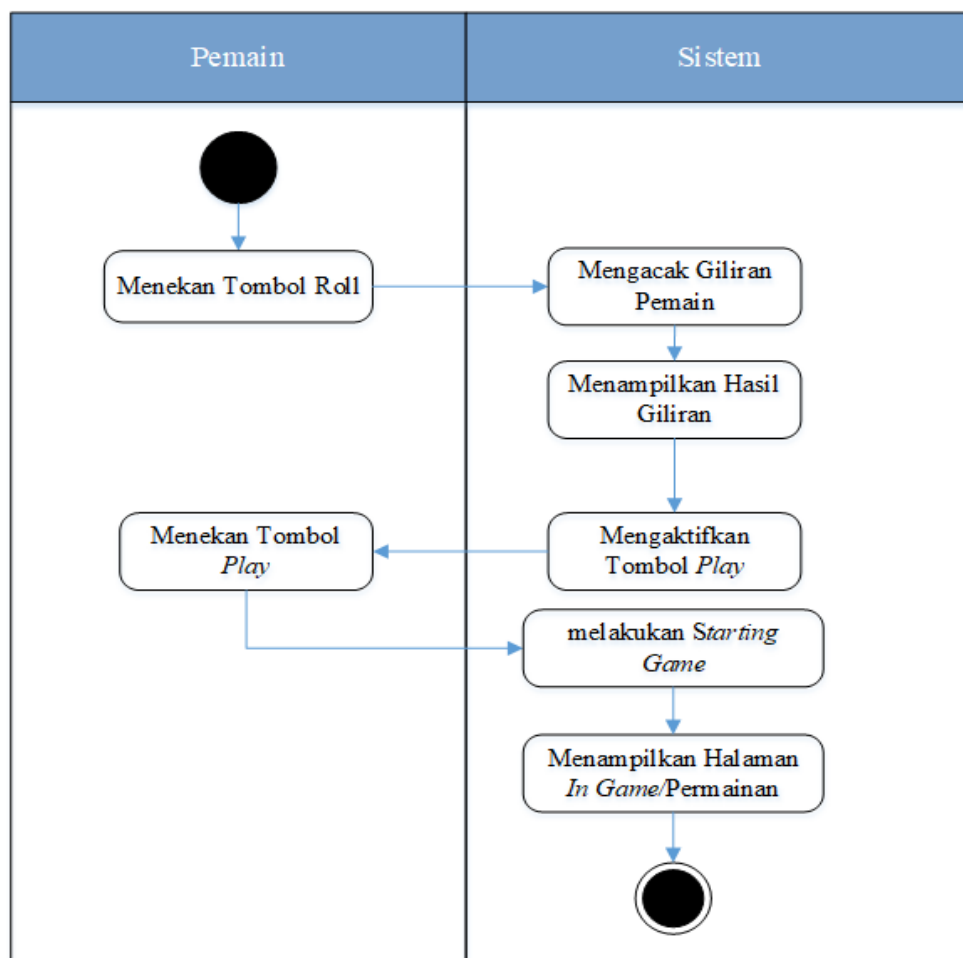 Pemain
Sistem
Menekan Tombol Roll
Mengacak Giliran
Pemain
Menampilkan Hasil
Giliran
Mengaktifkan
Tombol Play
Menekan Tombol
Play
melakukan Starting
Game
Menampilkan Halaman
In Game/Permainan